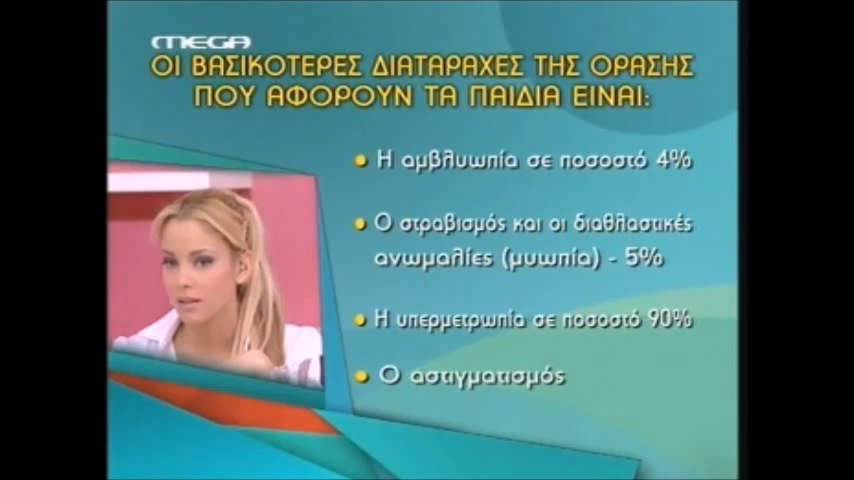 MEGA
ΟΙ ΒΑΣΙΚΟΤΕΡΕΣ ΔΙΑΤΑΡΑΧΕΣ ΤΗΣ ΟΡΑΣΗΣ
ΠΟΥ ΑΦΟΡΟΥΝ ΤΑ ΠΑΙΔΙΑ ΕΙΝΑΙ:
• Η αμβλυωπία σε ποσοστό 4%
• Ο στραβισμός και οι διαθλαστικές
ανωμαλίες (μυωπία) - 5%
• Η υπερμετρωπία σε ποσοστό 90%
• Ο αστιγματισμός